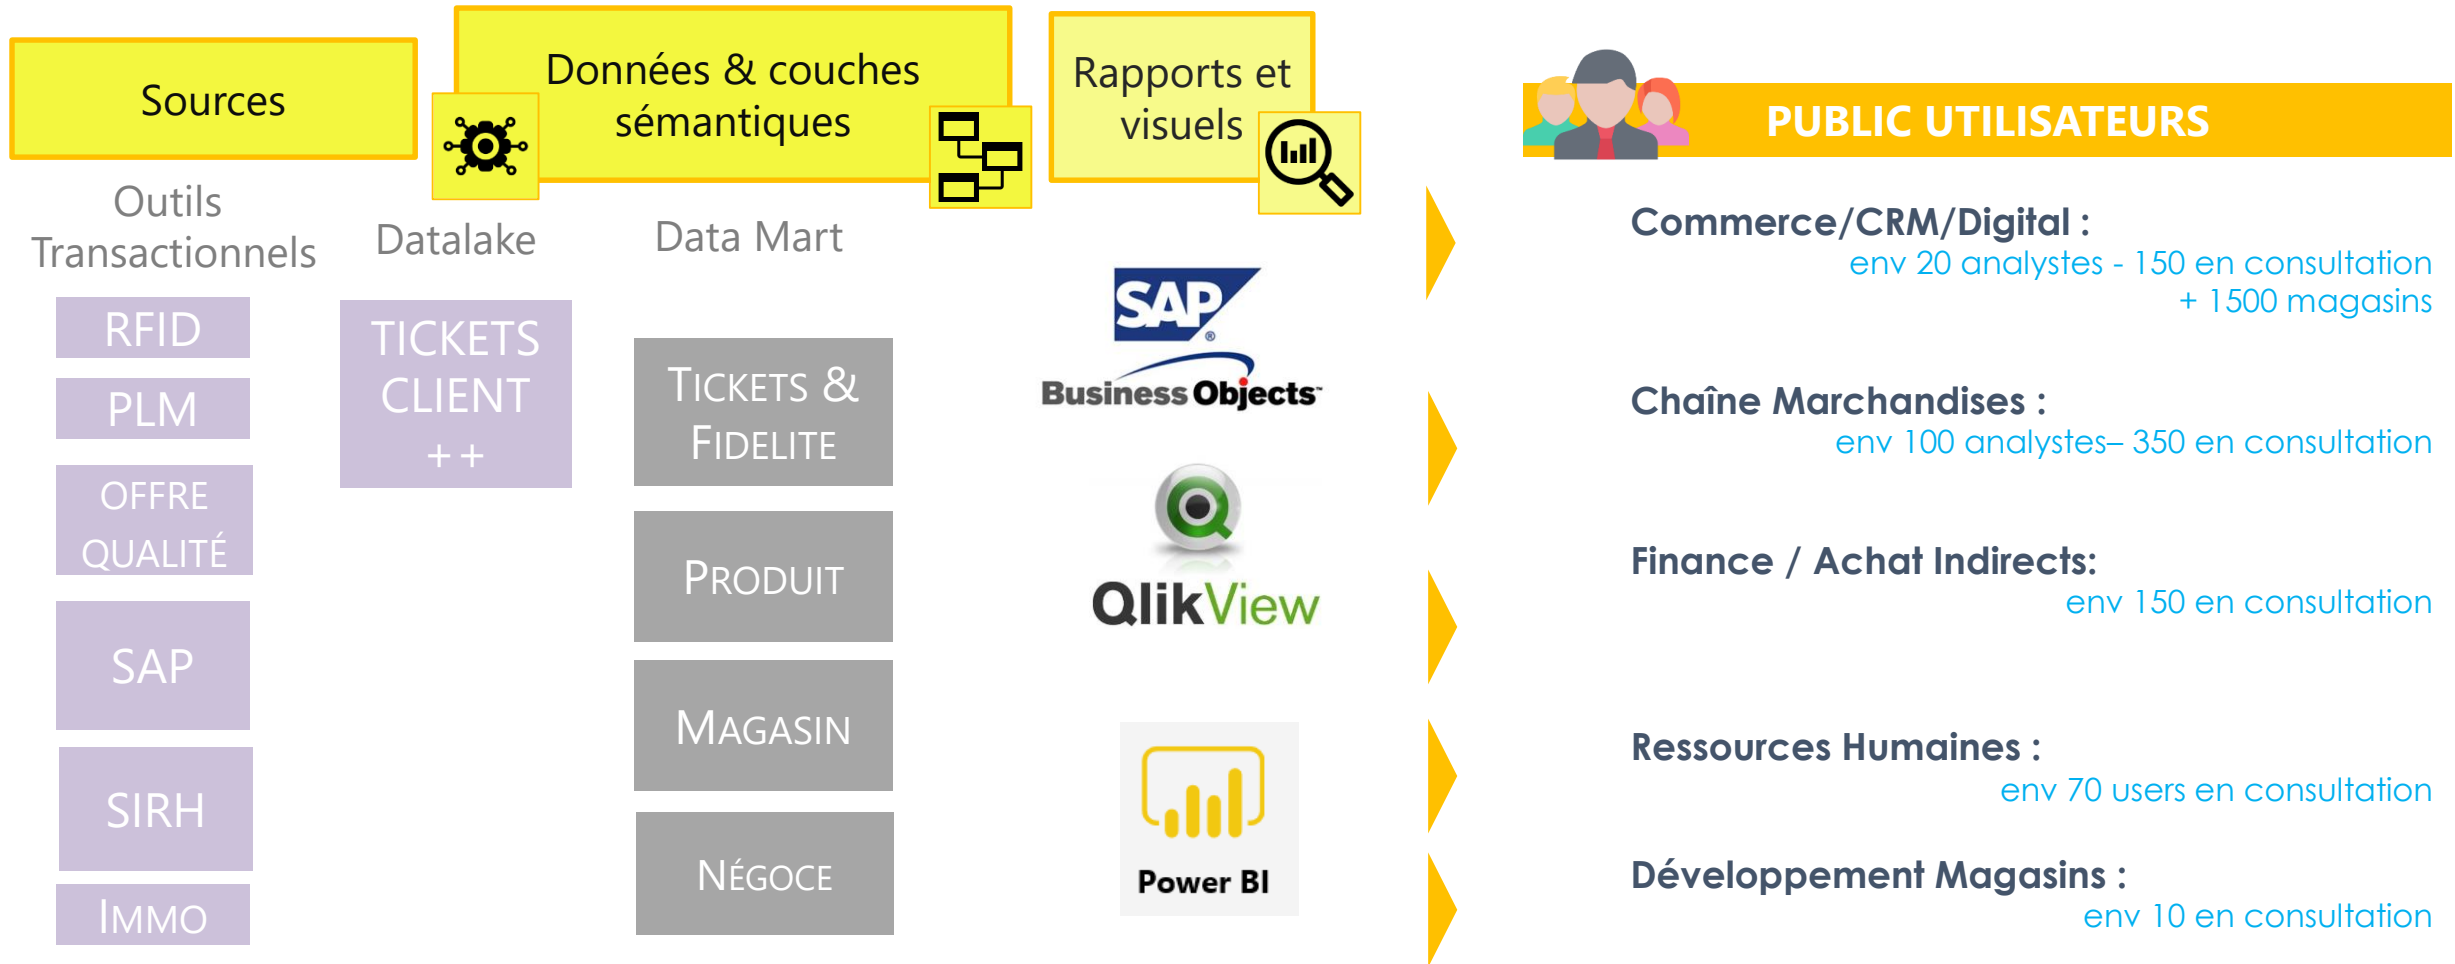 Sources
Données & couches
sémantiques
Rapports et
visuels
PUBLIC UTILISATEURS
Outils
Transactionnels
RFID
PLM
OFFRE
QUALITÉ
SAP
SIRH
IMMO
Datalake
TICKETS
CLIENT
++
Data Mart
TICKETS &
FIDELITE
PRODUIT
MAGASIN
NÉGOCE
SAP®
Business Objects™
QlikView
Power BI
Commerce/CRM/Digital :
env 20 analystes - 150 en consultation
+ 1500 magasins
Chaîne Marchandises :
env 100 analystes– 350 en consultation
Finance / Achat Indirects:
env 150 en consultation
Ressources Humaines :
env 70 users en consultation
Développement Magasins :
env 10 en consultation